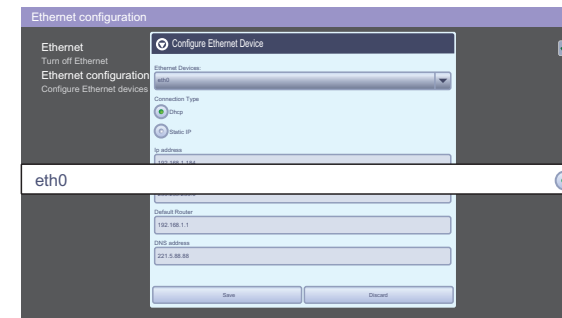 Ethernet configuration
Ethernet
Turn off Ethernet
Ethernet configuration
Configure Ethernet devices
Configure Ethernet Device
Ethernet Devices:
eth0
Connection Type
Dhcp
Static IP
Ip address
192.168.1.184
eth0
Default Router
192.168.1.1
DNS address
221.5.88.88
Save
Discard